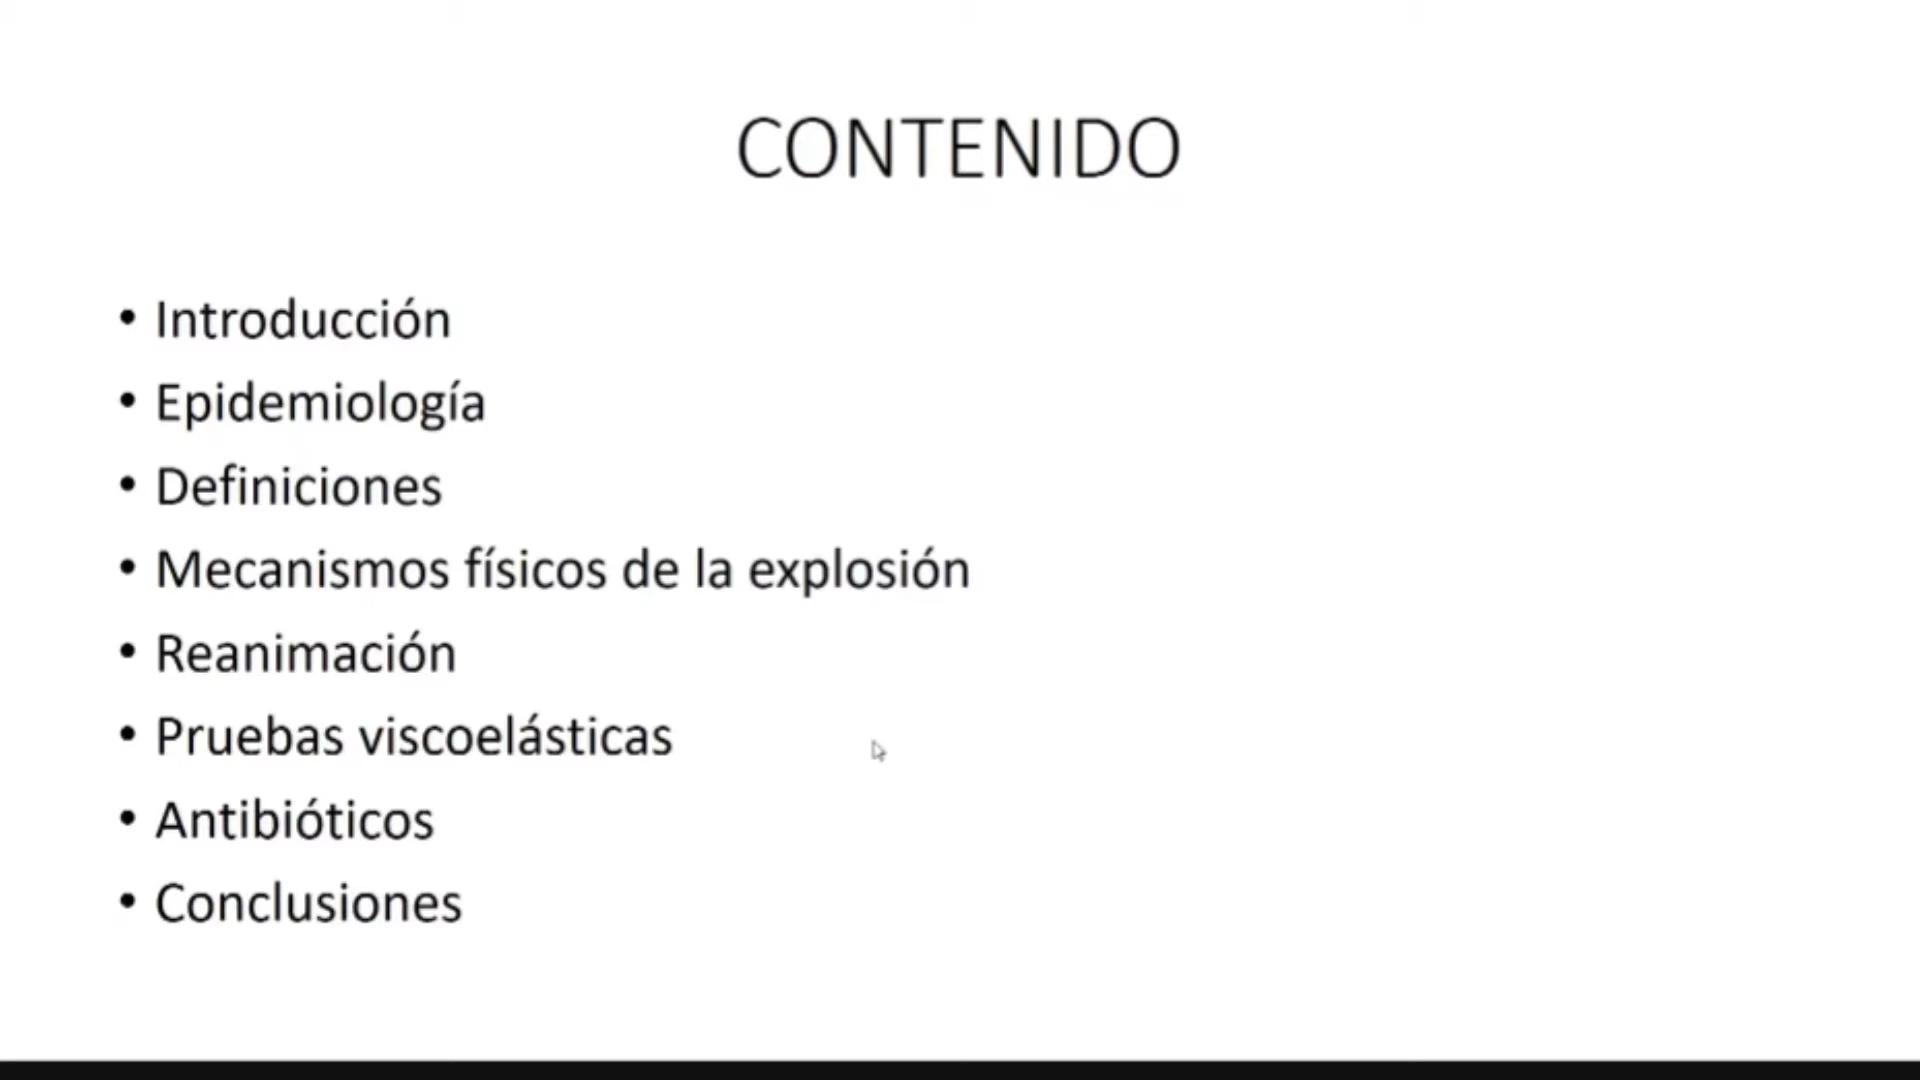 CONTENIDO
• Introducción
• Epidemiología
• Definiciones
• Mecanismos físicos de la explosión
• Reanimación
• Pruebas viscoelásticas
• Antibióticos
• Conclusiones